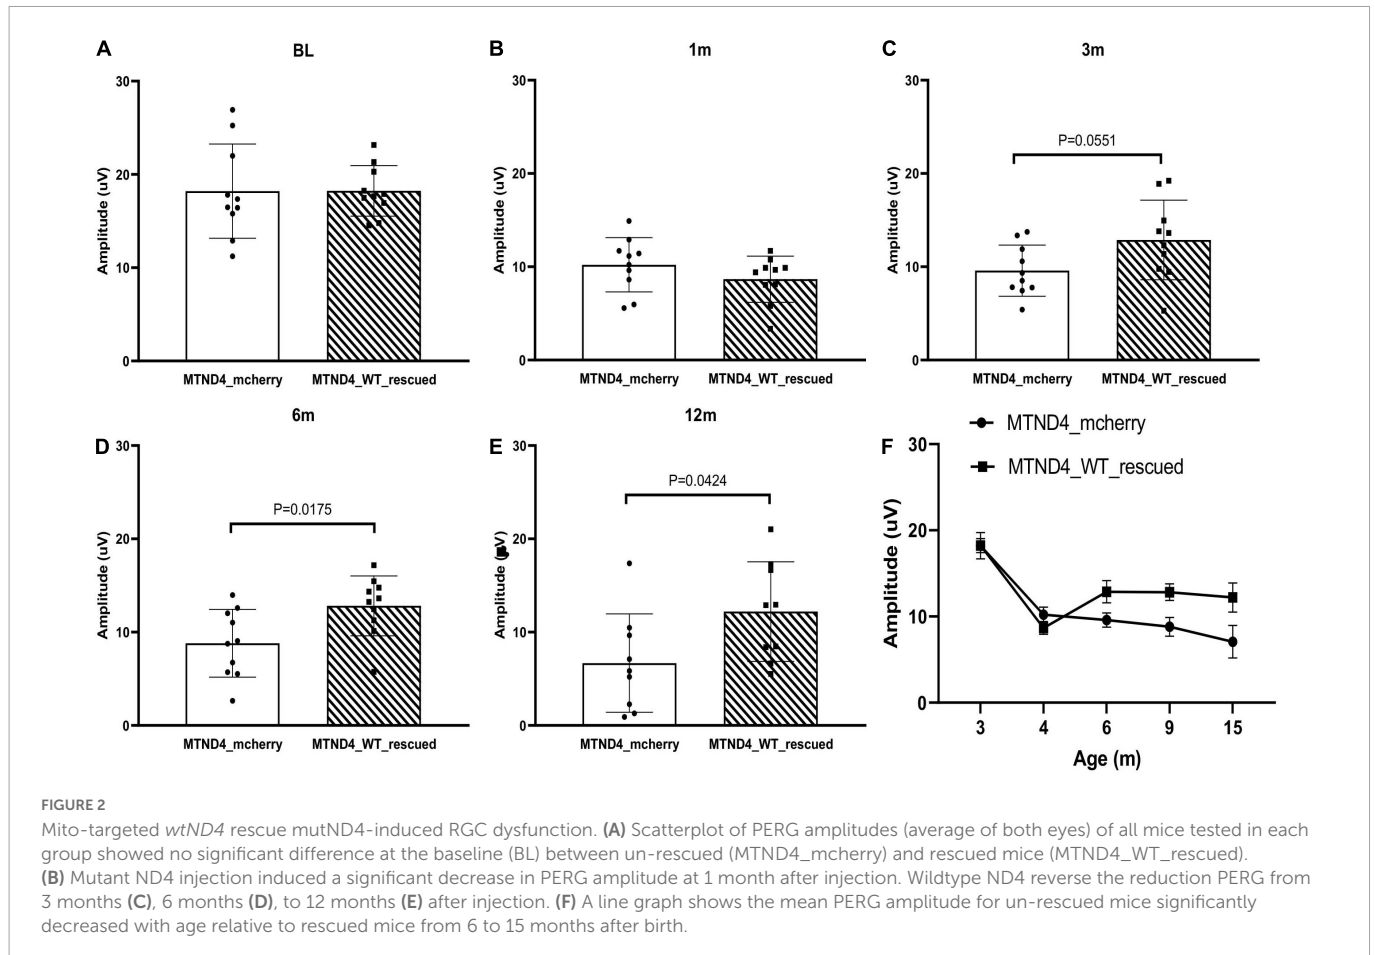 A
BL
30
20
10
0
Amplitude (uV)
MTND4_mcherry MTND4_WT_rescued
B
1m
30
20
10
0
Amplitude (uV)
MTND4_mcherry MTND4_WT_rescued
C
3m
30
20
10
0
Amplitude (uV)
P=0.0551
MTND4_mcherry MTND4_WT_rescued
D
6m
30
20
10
0
Amplitude (uV)
P=0.0175
MTND4_mcherry MTND4_WT_rescued
E
12m
30
20
10
0
Amplitude (uV)
P=0.0424
MTND4_mcherry MTND4_WT_rescued
F
MTND4_mcherry
MTND4_WT_rescued
30
20
10
0
Amplitude (uV)
3 4 6 9 15
Age (m)
FIGURE 2
Mito-targeted wtND4 rescue mutND4-induced RGC dysfunction. (A) Scatterplot of PERG amplitudes (average of both eyes) of all mice tested in each
group showed no significant difference at the baseline (BL) between un-rescued (MTND4_mcherry) and rescued mice (MTND4_WT_rescued).
(B) Mutant ND4 injection induced a significant decrease in PERG amplitude at 1 month after injection. Wildtype ND4 reverse the reduction PERG from
3 months (C), 6 months (D), to 12 months (E) after injection. (F) A line graph shows the mean PERG amplitude for un-rescued mice significantly
decreased with age relative to rescued mice from 6 to 15 months after birth.